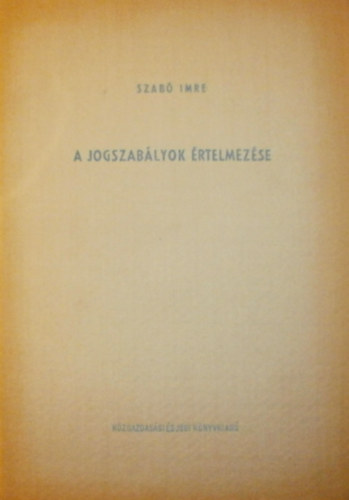 SZABÓ IMRE
A JOGSZABÁLYOK ÉRTELMEZÉSE
KÖZGAZDASÁGI ÉS JOGI KÖNYVKIADÓ